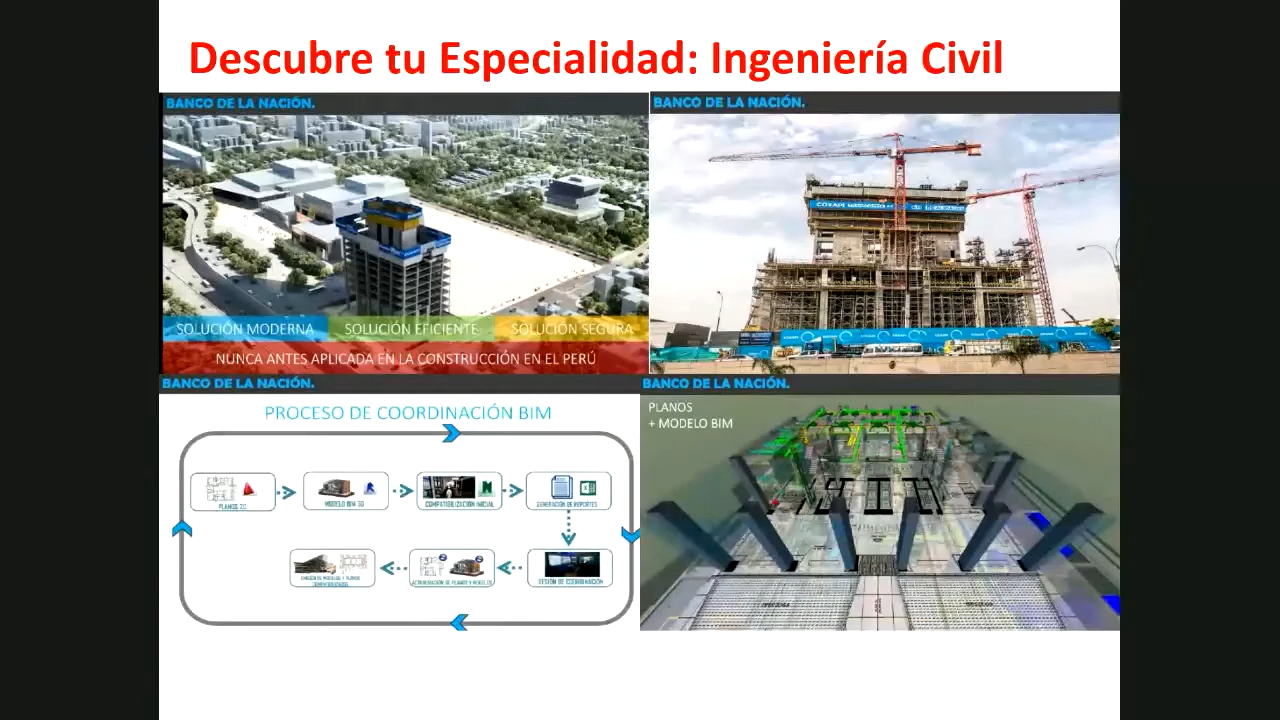 Descubre tu Especialidad: Ingeniería Civil
BANCO DE LA NACIÓN.
BANCO DE LA NACIÓN.
COSAPI
SOLUCIÓN MODERNA
SOLUCIÓN EFICIENTE
SOLUCIÓN SEGURA
NUNCA ANTES APLICADA EN LA CONSTRUCCIÓN EN EL PERÚ
BANCO DE LA NACIÓN.
BANCO DE LA NACIÓN.
PROCESO DE COORDINACIÓN BIM
PLANOS
+ MODELO BIM
PLANOS 2D
MODELO BIM 3D
COMPATIBILIZACIÓN INICIAL
GENERACIÓN DE REPORTES
ACTUALIZACIÓN DE PLANOS Y MODELOS
SESIÓN DE COORDINACIÓN